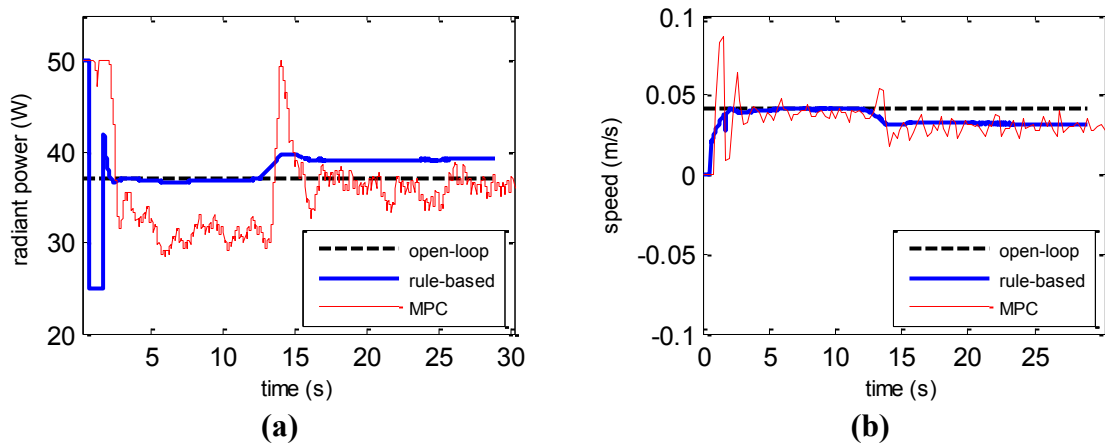 50
40
30
20
radiant power (W)
5
10
15
20
25
30
time (s)
open-loop
rule-based
MPC
(a)
0.1
0.05
0
-0.05
-0.1
speed (m/s)
0
5
10
15
20
25
time (s)
open-loop
rule-based
MPC
(b)